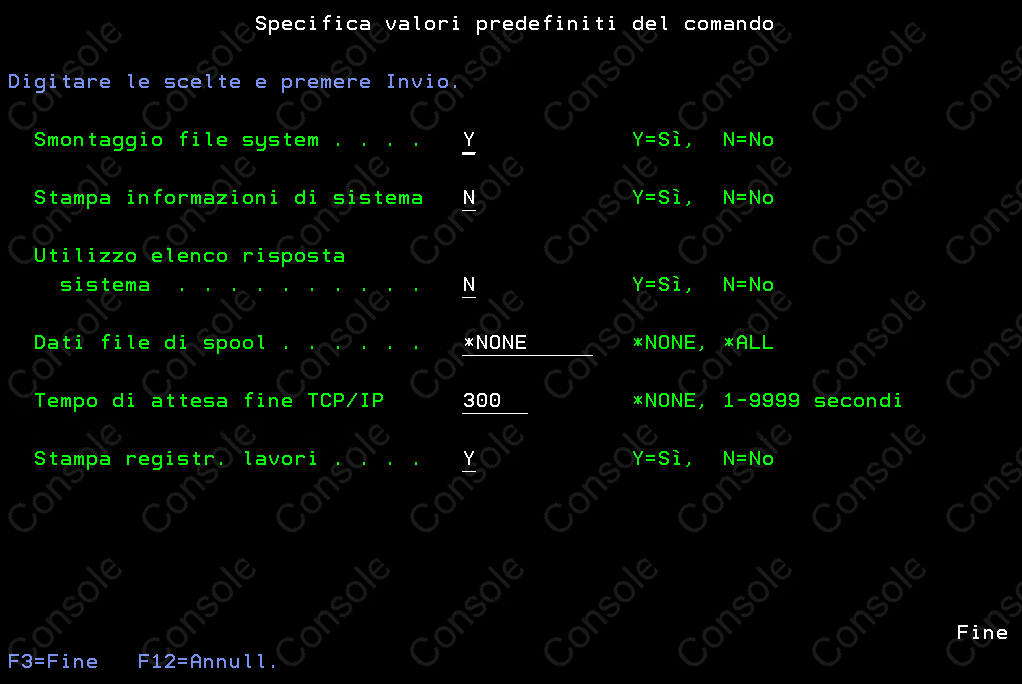 Specifica valori predefiniti del comando
Digitare le scelte e premere Invio.
Smontaggio file system . . . . Y Y=Sì, N=No
Stampa informazioni di sistema N Y=Sì, N=No
Utilizzo elenco risposta
sistema . . . . . . . . . . N Y=Sì, N=No
Dati file di spool . . . . . . *NONE *NONE, *ALL
Tempo di attesa fine TCP/IP 300 *NONE, 1-9999 secondi
Stampa registr. lavori . . . . Y Y=Sì, N=No
Fine
F3=Fine F12=Annull.
Console